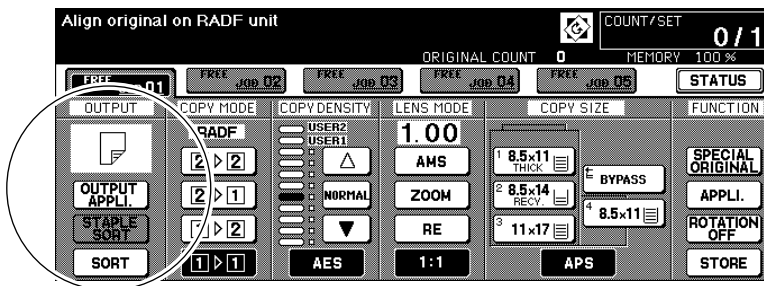 Align original on RADF unit
COUNT/SET
0/1
ORIGINAL COUNT 0 MEMORY 100 %
FREE JOB 01
FREE JOB 02
FREE JOB 03
FREE JOB 04
FREE JOB 05
STATUS
OUTPUT
OUTPUT APPLI.
STAPLE SORT
SORT
COPY MODE
RADF
2 ▷ 2
2 ▷ 1
1 ▷ 2
1 ▷ 1
COPY DENSITY
USER2
USER1
NORMAL
AES
LENS MODE
1.00
AMS
ZOOM
RE
1:1
COPY SIZE
1 8.5x11
THICK
2 8.5x14
RECY.
3 11x17
BYPASS
4 8.5x11
APS
FUNCTION
SPECIAL
ORIGINAL
APPLI.
ROTATION
OFF
STORE